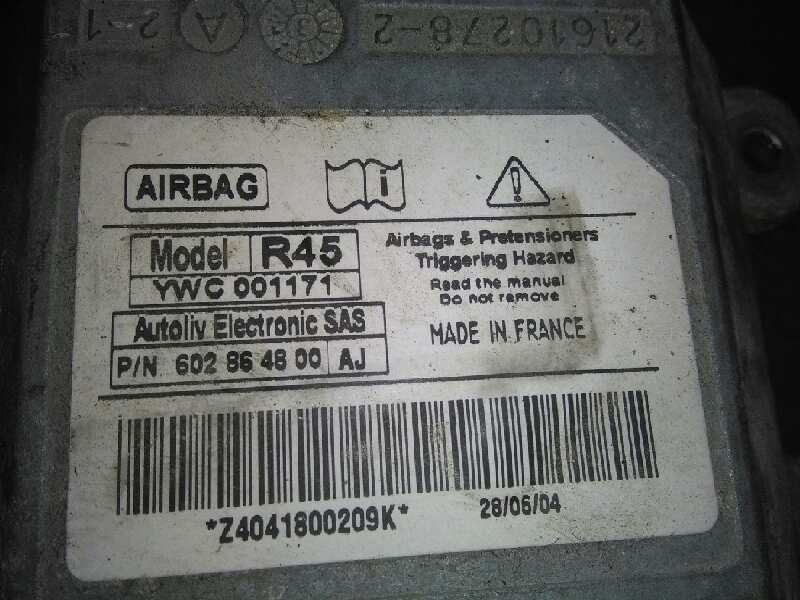 21610278-2
A
2-1
AIRBAG
i
!
Model R45
YWC 001171
Airbags & Pretensioners
Triggering Hazard
Read the manual
Do not remove
Autoliv Electronic SAS
P/N 602 86 48 00 AJ
MADE IN FRANCE
*Z4041800209K*
28/06/04